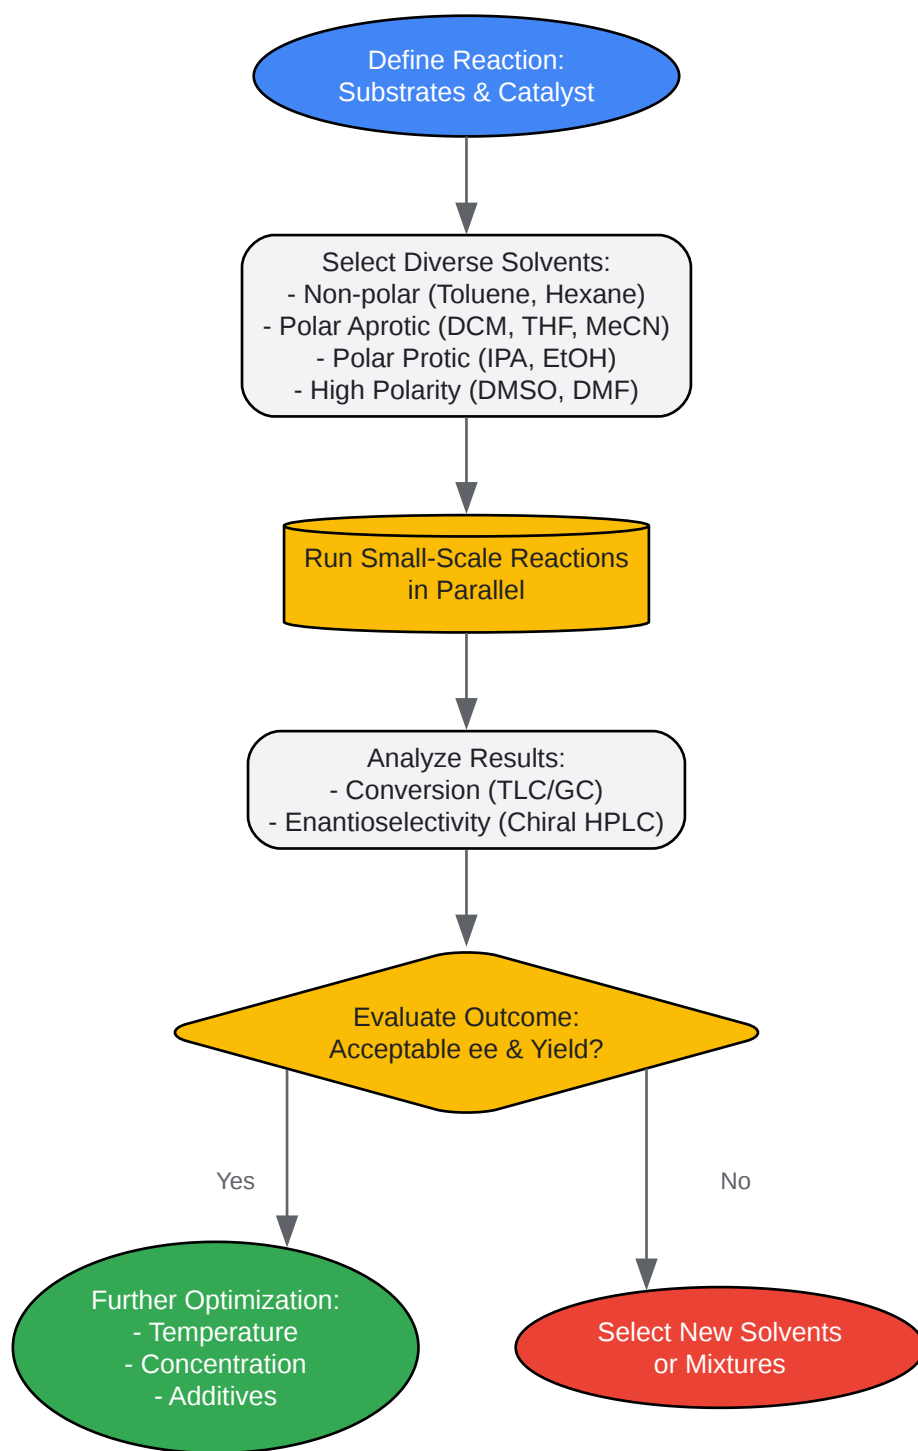 Define Reaction:
Substrates & Catalyst
Select Diverse Solvents:
- Non-polar (Toluene, Hexane)
- Polar Aprotic (DCM, THF, MeCN)
- Polar Protic (IPA, EtOH)
- High Polarity (DMSO, DMF)
Run Small-Scale Reactions
in Parallel
Analyze Results:
- Conversion (TLC/GC)
- Enantioselectivity (Chiral HPLC)
Evaluate Outcome:
Acceptable ee & Yield?
Yes
No
Further Optimization:
- Temperature
- Concentration
- Additives
Select New Solvents
or Mixtures